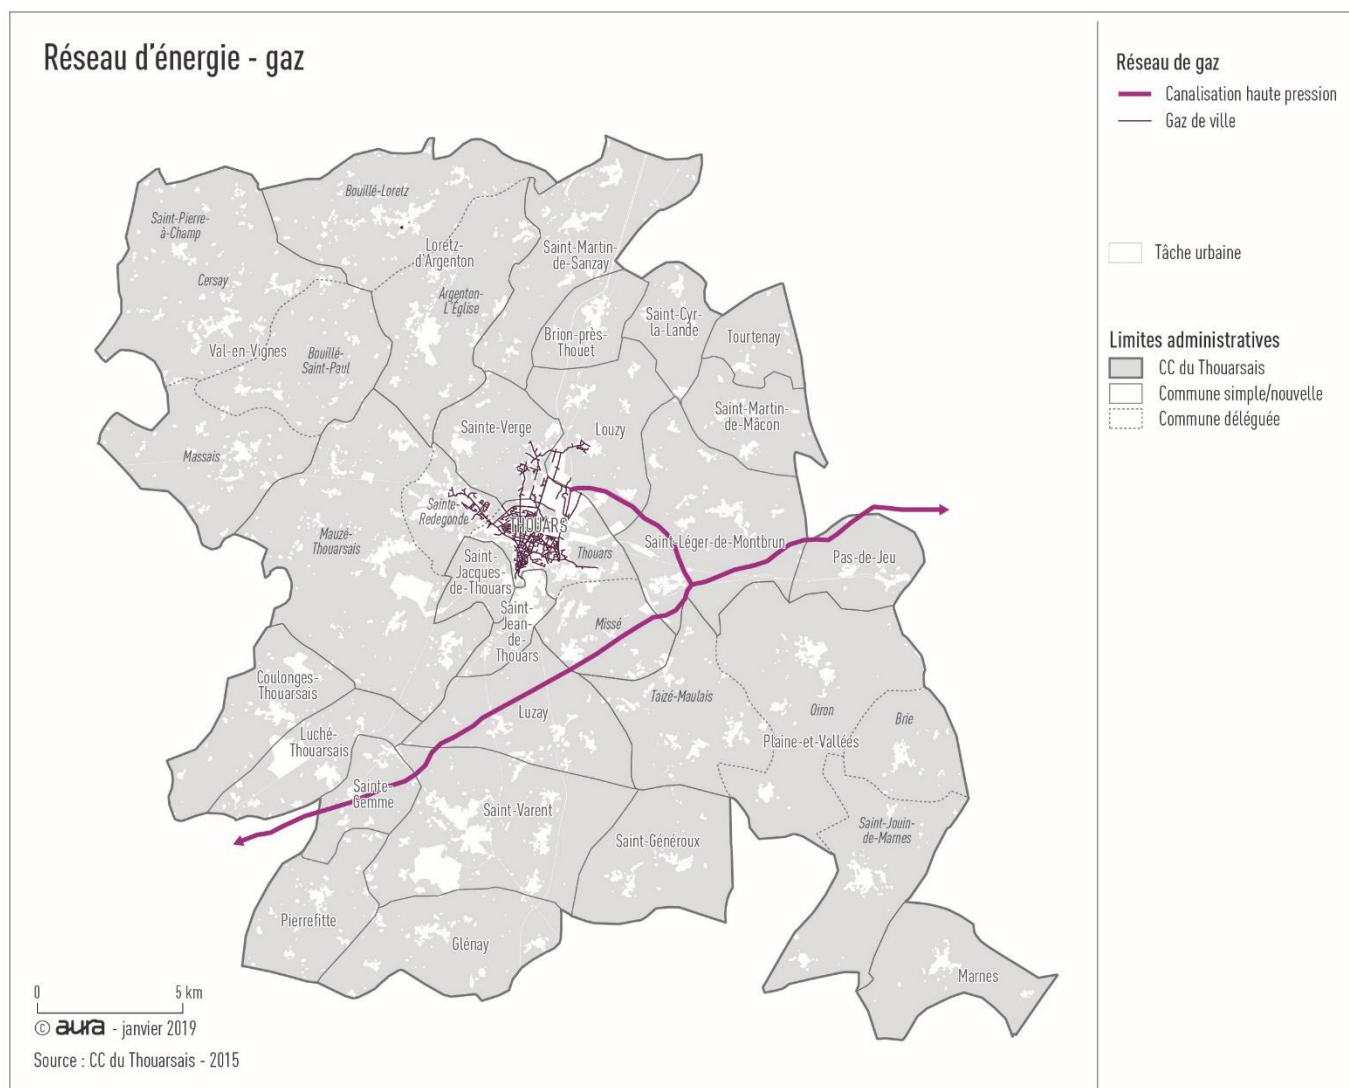 Réseau d'énergie - gaz
Réseau de gaz
Canalisation haute pression
Gaz de ville
Tâche urbaine
Limites administratives
CC du Thouarsais
Commune simple/nouvelle
Commune déléguée
Bouillé-Loretz
Saint-Pierre-
à-Champ
Cersay
Loretz-
d'Argenton
Saint-Martin-
de-Sanzay
Argenton-
L'Église
Saint-Cyr-
la-Lande
Brion-près-
Thouet
Tourtenay
Val-en-Vignes
Bouillé-
Saint-Paul
Saint-Martin-
de-Mâcon
Sainte-Verge
Louzy
Massais
Sainte-
Redegonde
THOUARS
Mauzé-
Thouarsais
Thouars
Saint-Léger-de-Montbrun
Pas-de-Jeu
Saint-
Jacques-
de-Thouars
Saint-
Jean-
de-
Thouars
Missé
Coulonges-
Thouarsais
Taizé-Maulais
Oiron
Brie
Luzay
Luché-
Thouarsais
Plaine-et-Vallées
Sainte-
Gemme
Saint-Varent
Saint-Généroux
Saint-Jouin-
de-Marnes
Pierrefitte
Glénay
Marnes
0 5 km
© aura - janvier 2019
Source : CC du Thouarsais - 2015